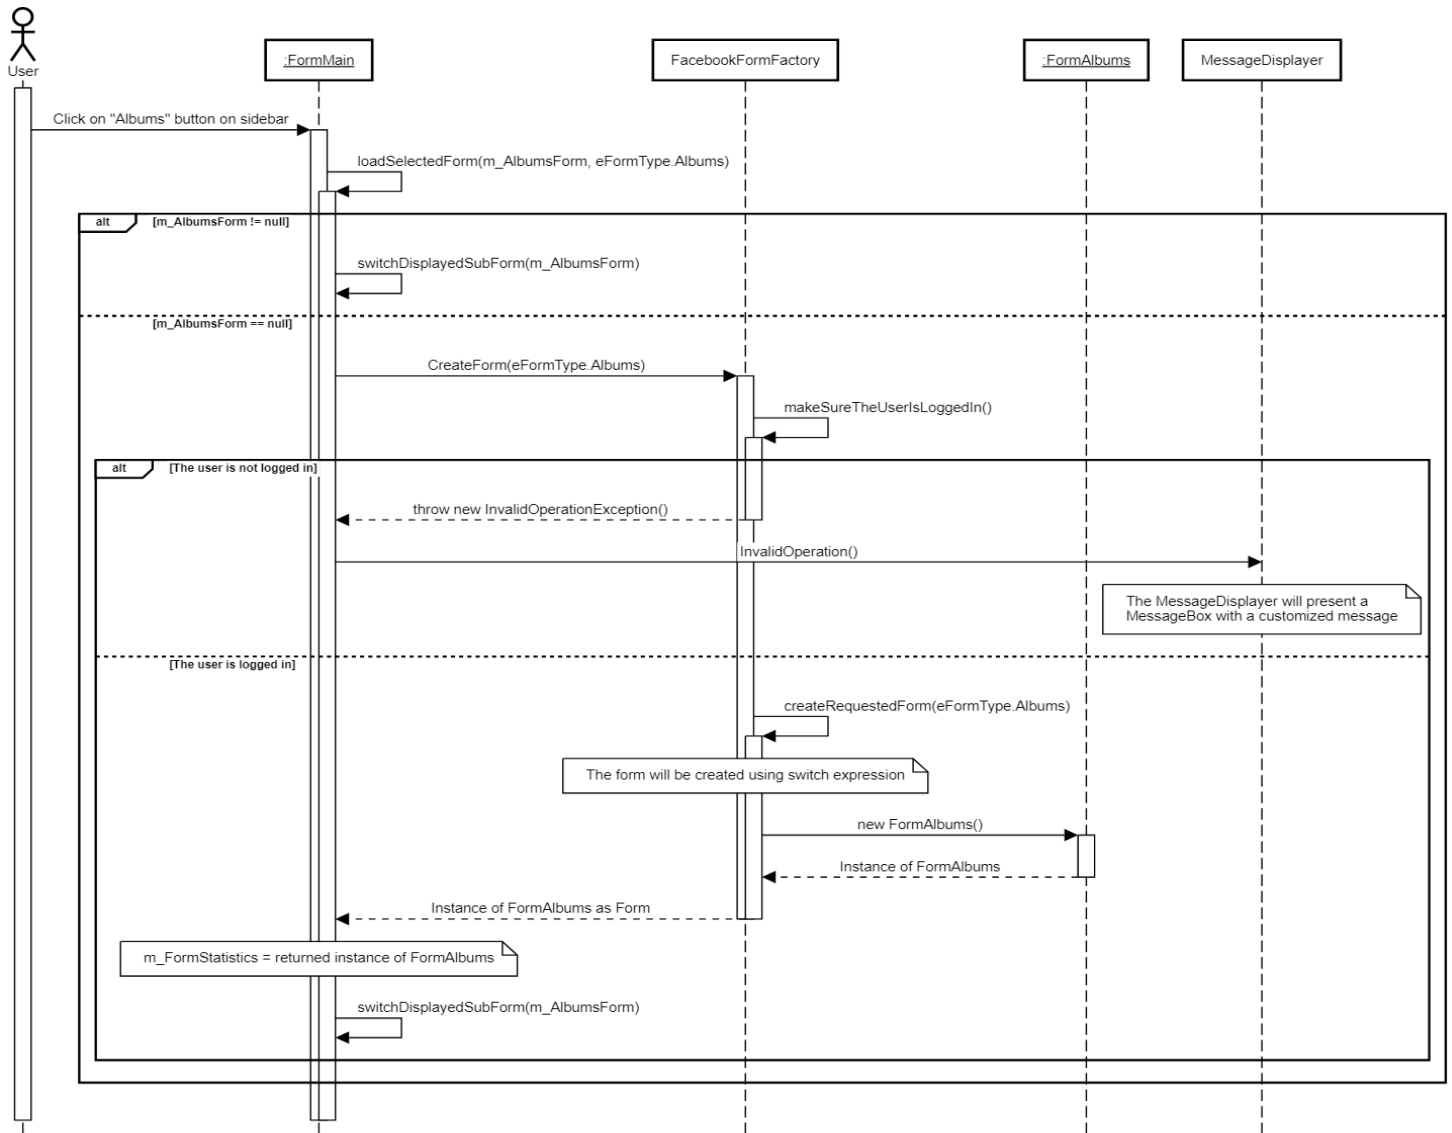 User
:FormMain
FacebookFormFactory
:FormAlbums
MessageDisplayer
Click on "Albums" button on sidebar
loadSelectedForm(m_AlbumsForm, eFormType.Albums)
alt
[m_AlbumsForm != null]
switchDisplayedSubForm(m_AlbumsForm)
[m_AlbumsForm == null]
CreateForm(eFormType.Albums)
makeSureTheUserIsLoggedIn()
alt
[The user is not logged in]
throw new InvalidOperationException()
InvalidOperation()
The MessageDisplayer will present a
MessageBox with a customized message
[The user is logged in]
createRequestedForm(eFormType.Albums)
The form will be created using switch expression
new FormAlbums()
Instance of FormAlbums
Instance of FormAlbums as Form
m_FormStatistics = returned instance of FormAlbums
switchDisplayedSubForm(m_AlbumsForm)